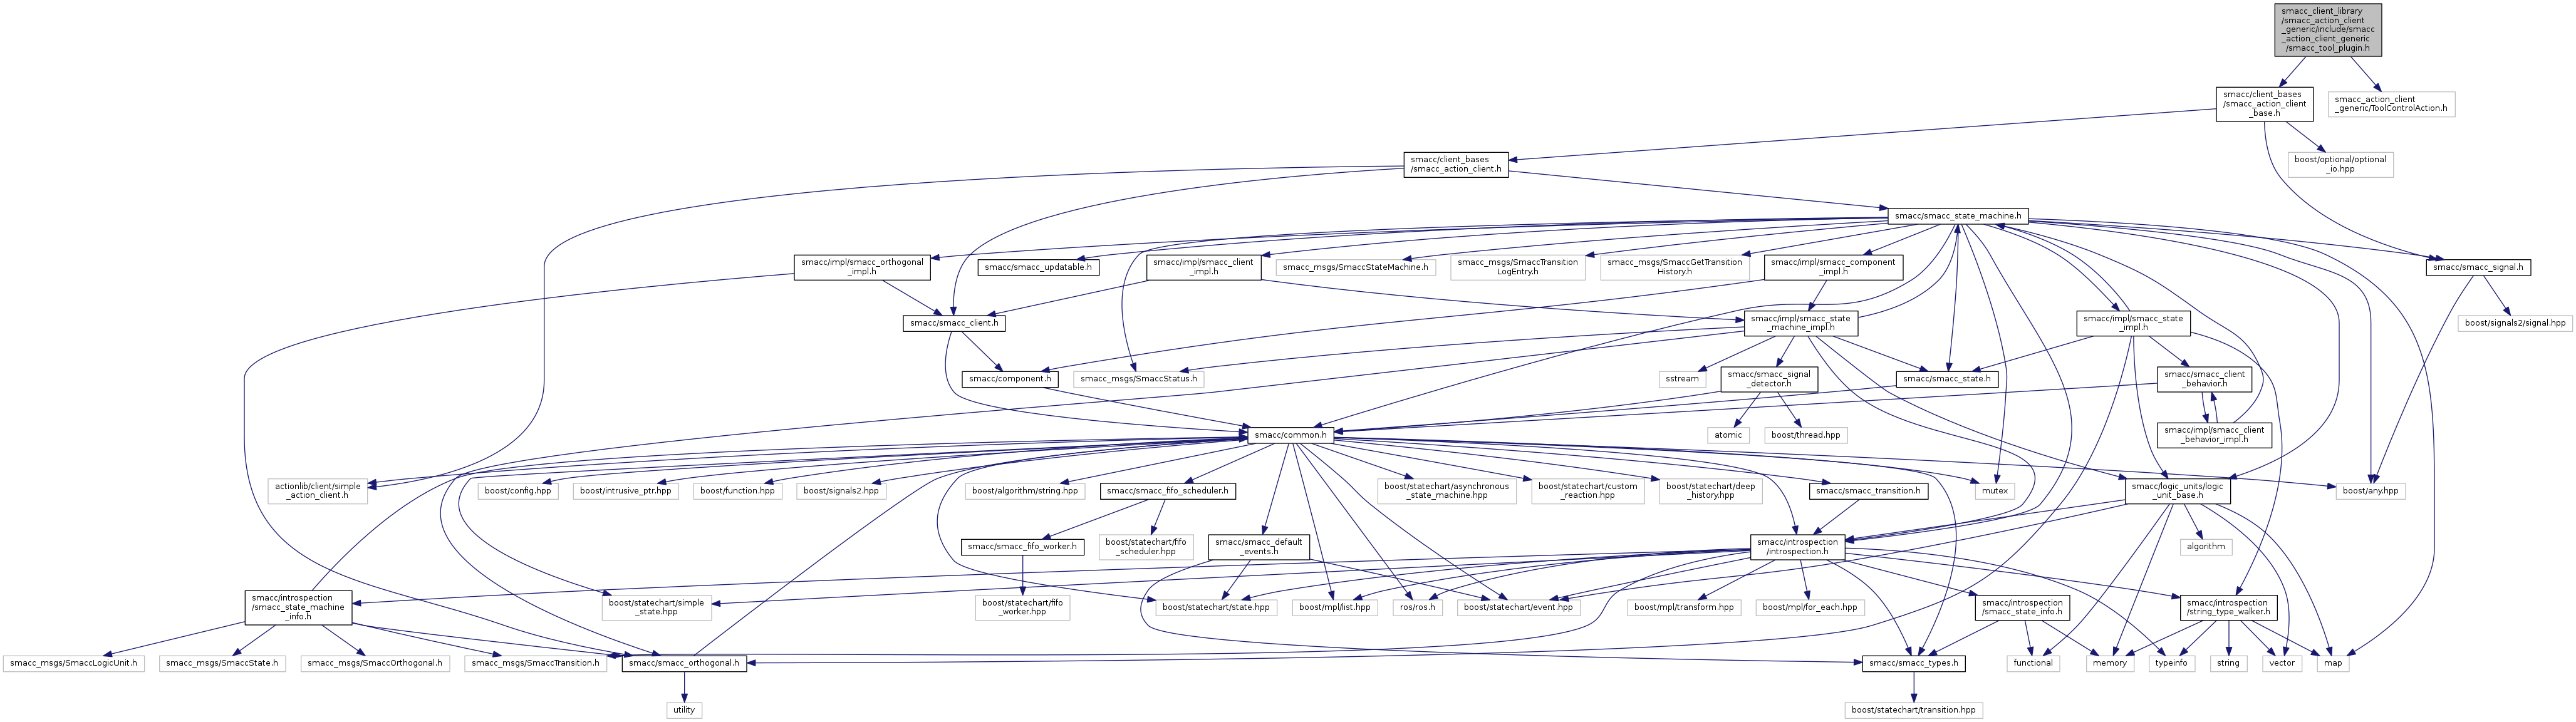 smacc_client_library
/smacc_action_client
_generic/include/smacc
_action_client_generic
/smacc_tool_plugin.h
smacc/client_bases
/smacc_action_client
_base.h
smacc_action_client
_generic/ToolControlAction.h
smacc/client_bases
/smacc_action_client.h
boost/optional/optional
_io.hpp
smacc/smacc_state_machine.h
smacc/impl/smacc_orthogonal
_impl.h
smacc/smacc_updatable.h
smacc/impl/smacc_client
_impl.h
smacc_msgs/SmaccStateMachine.h
smacc_msgs/SmaccTransition
LogEntry.h
smacc_msgs/SmaccGetTransition
History.h
smacc/impl/smacc_component
_impl.h
smacc/smacc_signal.h
smacc/smacc_client.h
smacc/impl/smacc_state
_machine_impl.h
smacc/impl/smacc_state
_impl.h
boost/signals2/signal.hpp
smacc/component.h
smacc_msgs/SmaccStatus.h
sstream
smacc/smacc_signal
_detector.h
smacc/smacc_state.h
smacc/smacc_client
_behavior.h
smacc/common.h
atomic
boost/thread.hpp
smacc/impl/smacc_client
_behavior_impl.h
actionlib/client/simple
_action_client.h
boost/config.hpp
boost/intrusive_ptr.hpp
boost/function.hpp
boost/signals2.hpp
boost/algorithm/string.hpp
smacc/smacc_fifo_scheduler.h
boost/statechart/asynchronous
_state_machine.hpp
boost/statechart/custom
_reaction.hpp
boost/statechart/deep
_history.hpp
smacc/smacc_transition.h
mutex
smacc/logic_units/logic
_unit_base.h
boost/any.hpp
smacc/smacc_fifo_worker.h
boost/statechart/fifo
_scheduler.hpp
smacc/smacc_default
_events.h
smacc/introspection
/introspection.h
algorithm
smacc/introspection
/smacc_state_machine
_info.h
boost/statechart/simple
_state.hpp
boost/statechart/fifo
_worker.hpp
boost/statechart/state.hpp
boost/mpl/list.hpp
ros/ros.h
boost/statechart/event.hpp
boost/mpl/transform.hpp
boost/mpl/for_each.hpp
smacc/introspection
/smacc_state_info.h
smacc/introspection
/string_type_walker.h
smacc_msgs/SmaccLogicUnit.h
smacc_msgs/SmaccState.h
smacc_msgs/SmaccOrthogonal.h
smacc_msgs/SmaccTransition.h
smacc/smacc_orthogonal.h
smacc/smacc_types.h
functional
memory
typeinfo
string
vector
map
utility
boost/statechart/transition.hpp